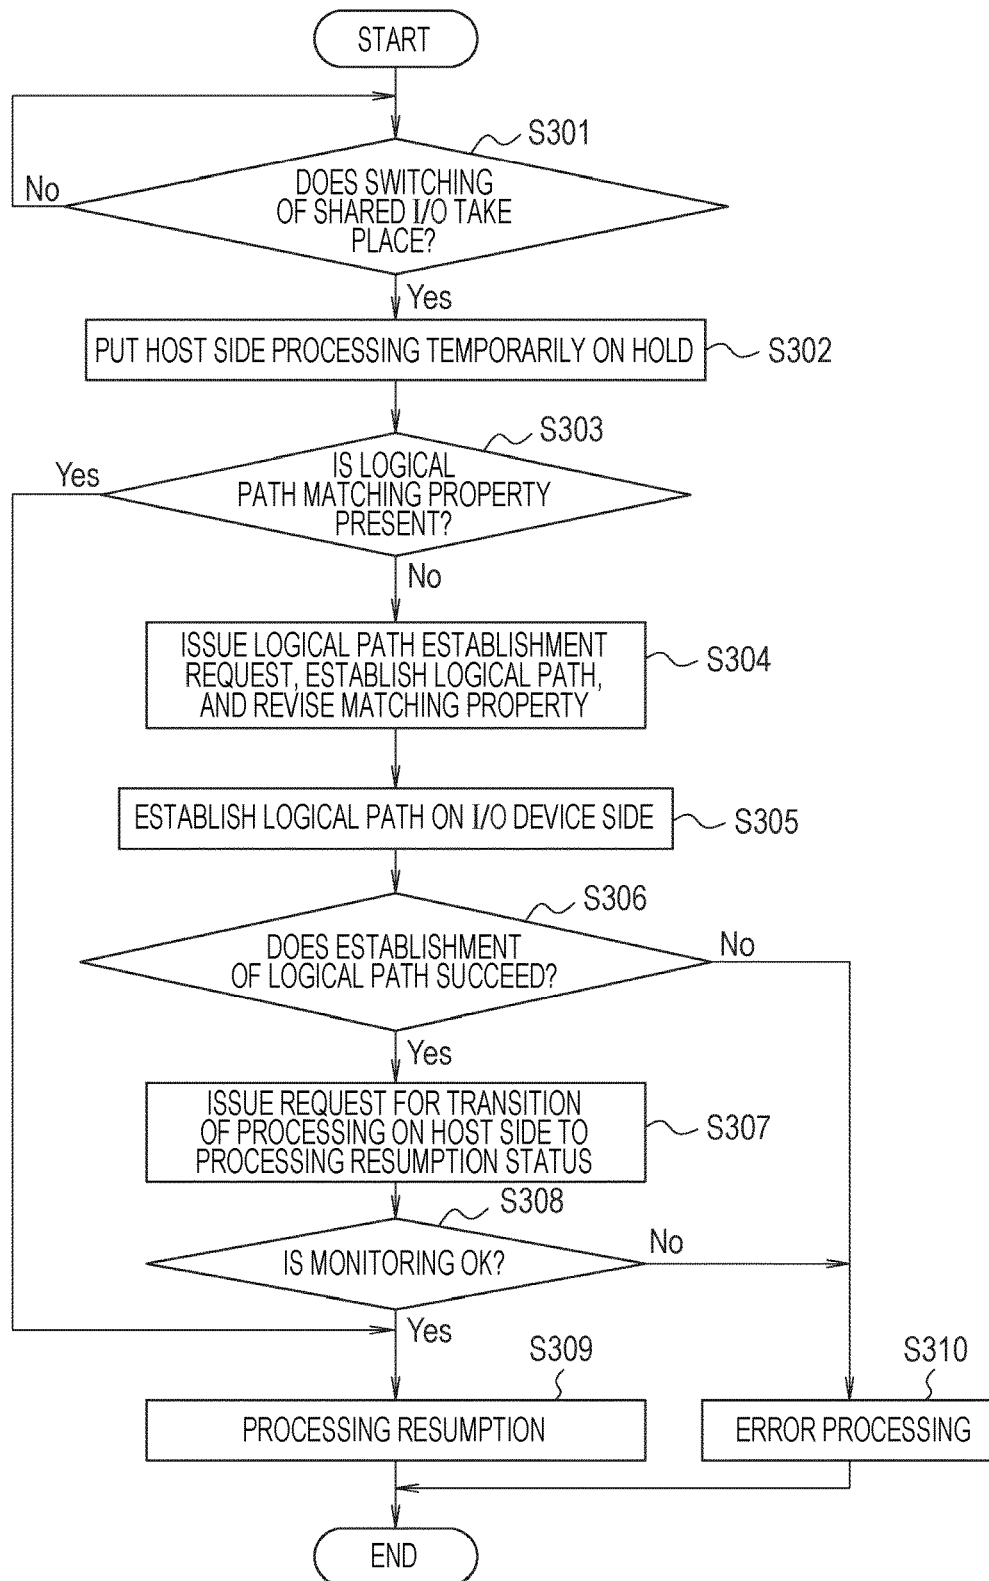 START
S301
No
DOES SWITCHING
OF SHARED I/O TAKE
PLACE?
Yes
PUT HOST SIDE PROCESSING TEMPORARILY ON HOLD
S302
S303
Yes
IS LOGICAL
PATH MATCHING PROPERTY
PRESENT?
No
ISSUE LOGICAL PATH ESTABLISHMENT
REQUEST, ESTABLISH LOGICAL PATH,
AND REVISE MATCHING PROPERTY
S304
ESTABLISH LOGICAL PATH ON I/O DEVICE SIDE
S305
S306
DOES ESTABLISHMENT
OF LOGICAL PATH SUCCEED?
No
Yes
ISSUE REQUEST FOR TRANSITION
OF PROCESSING ON HOST SIDE TO
PROCESSING RESUMPTION STATUS
S307
S308
IS MONITORING OK?
No
Yes
S309
S310
PROCESSING RESUMPTION
ERROR PROCESSING
END